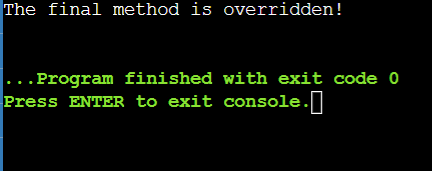 The final method is overridden!
...Program finished with exit code 0
Press ENTER to exit console.